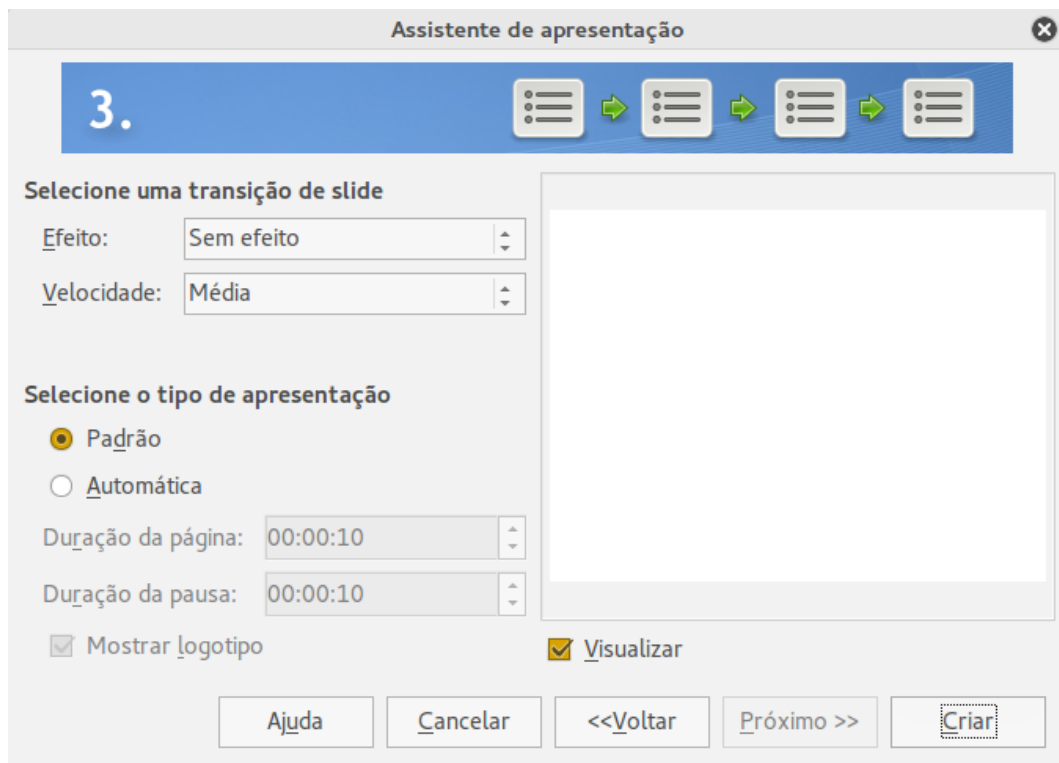 Assistente de apresentação
3.
Selecione uma transição de slide
Efeito: Sem efeito
Velocidade: Média
Selecione o tipo de apresentação
Padrão
Automática
Duração da página: 00:00:10
Duração da pausa: 00:00:10
Mostrar logotipo
Visualizar
Ajuda Cancelar <<Voltar Próximo >> Criar